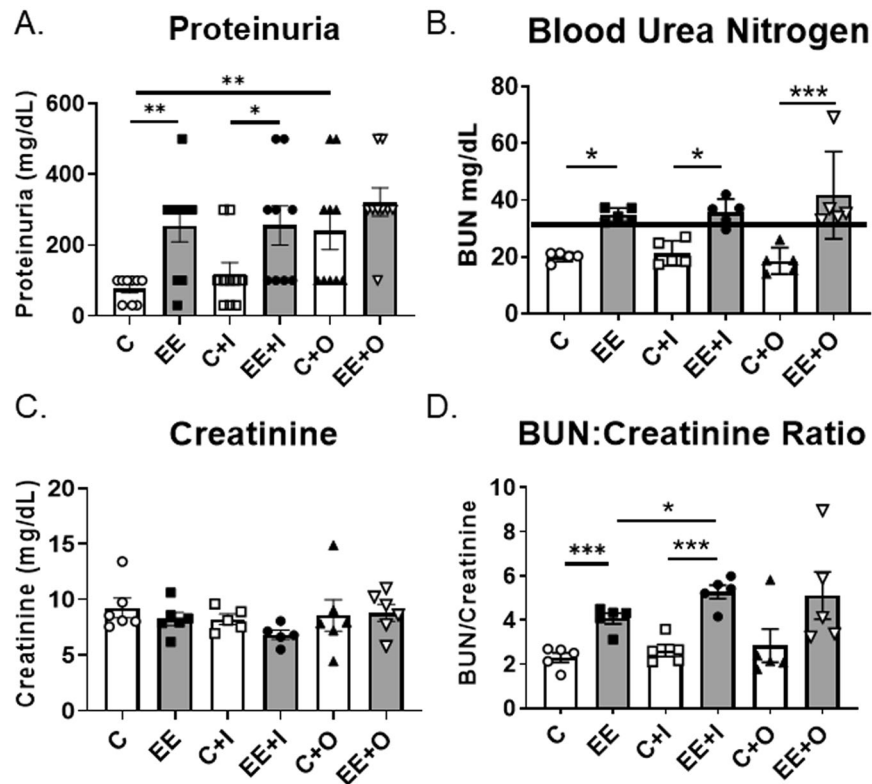 A.
Proteinuria
**
**
*
Proteinuria (mg/dL)
600
400
200
0
C
EE
C+I
EE+I
C+O
EE+O
B.
Blood Urea Nitrogen
***
*
*
BUN mg/dL
80
60
40
20
0
C
EE
C+I
EE+I
C+O
EE+O
C.
Creatinine
Creatinine (mg/dL)
20
15
10
5
0
C
EE
C+I
EE+I
C+O
EE+O
D.
BUN:Creatinine Ratio
*
***
***
BUN/Creatinine
10
8
6
4
2
0
C
EE
C+I
EE+I
C+O
EE+O